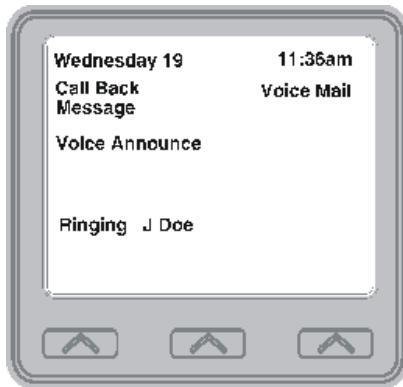 Wednesday 19 11:36am
Call Back Voice Mail
Message
Voice Announce
Ringing J Doe